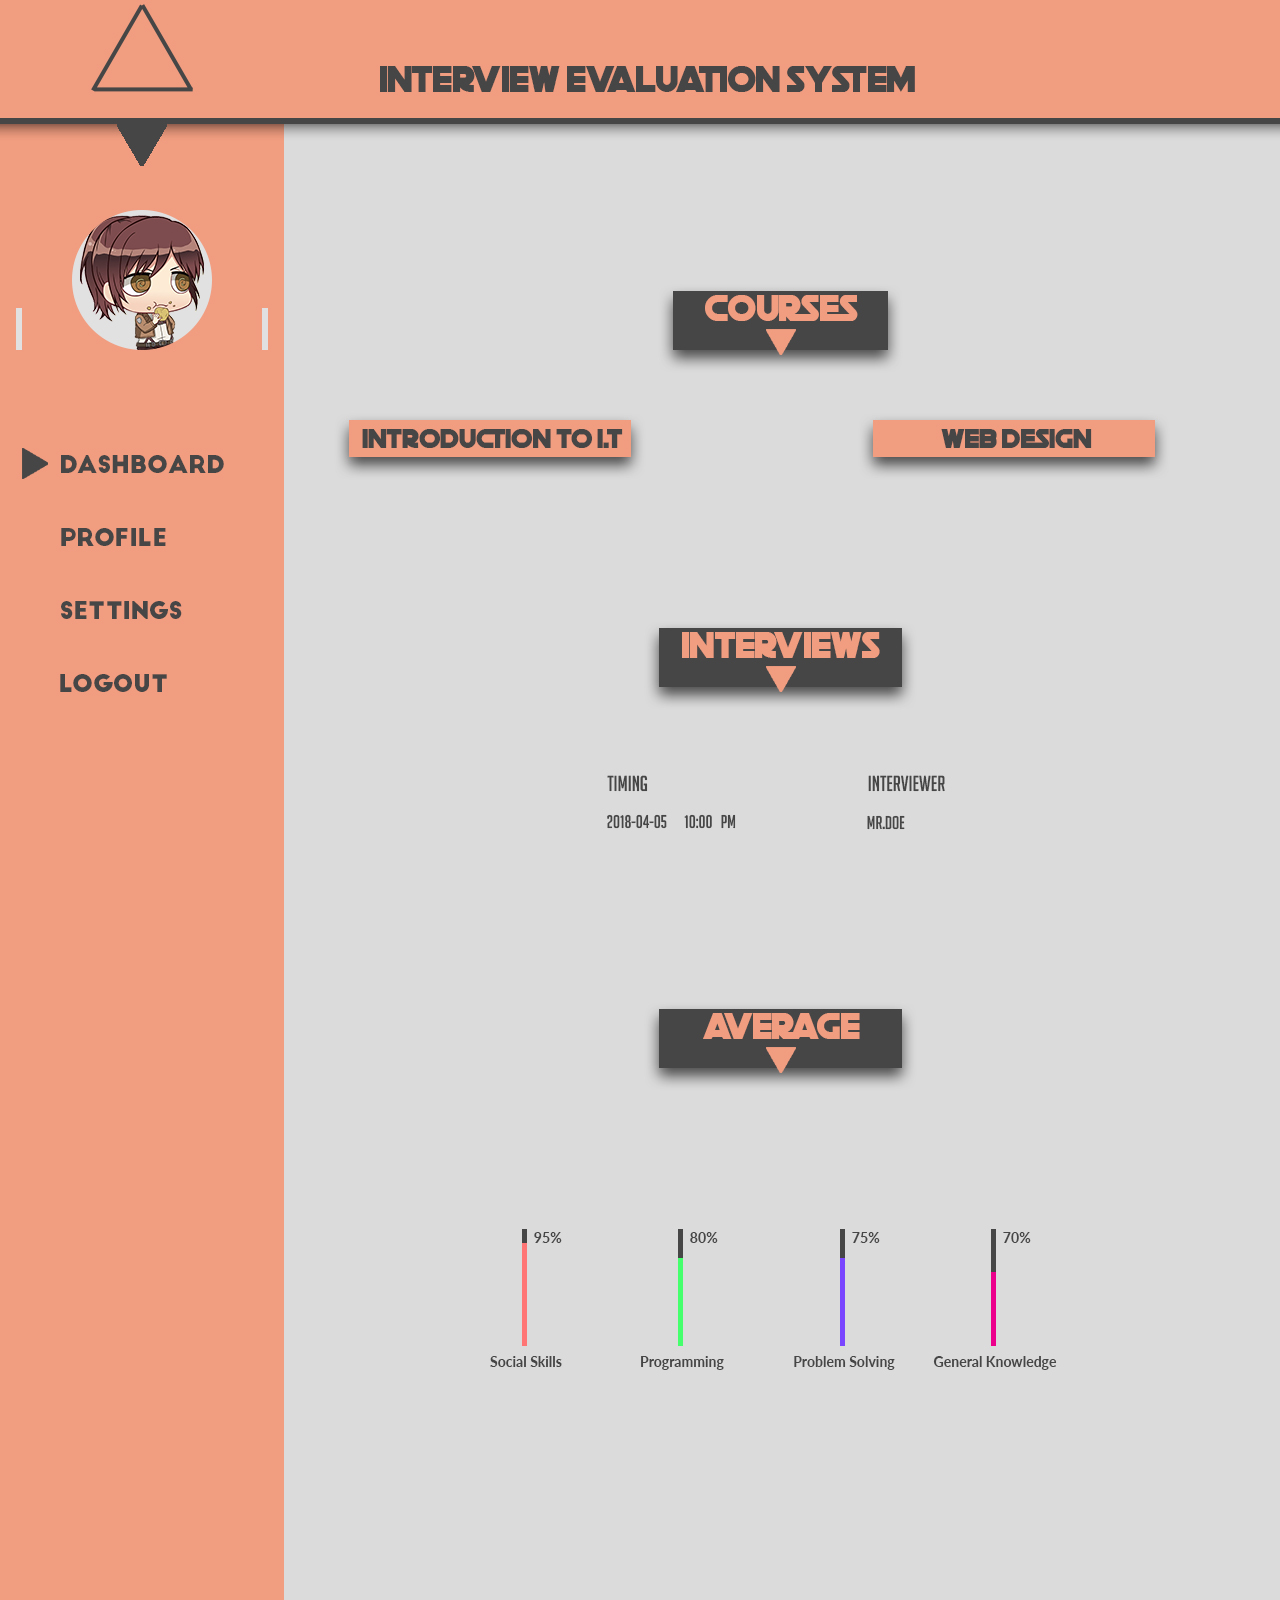 INTERVIEW EVALUATION SYSTEM
DASHBOARD
PROFILE
SETTINGS
LOGOUT
COURSES
INTRODUCTION TO I.T
WEB DESIGN
INTERVIEWS
TIMING
INTERVIEWER
2018-04-05 10:00 PM
MR.DOE
AVERAGE
95%
80%
75%
70%
Social Skills
Programming
Problem Solving
General Knowledge